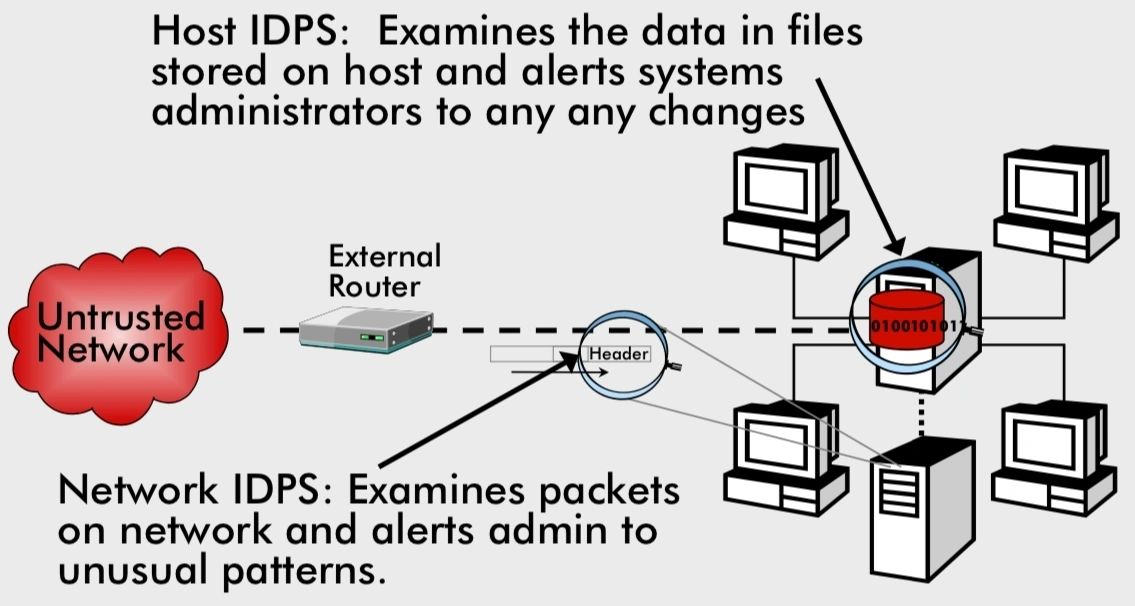 Host IDPS: Examines the data in files
stored on host and alerts systems
administrators to any any changes
External
Router
Untrusted
Network
Header
0100101011
Network IDPS: Examines packets
on network and alerts admin to
unusual patterns.